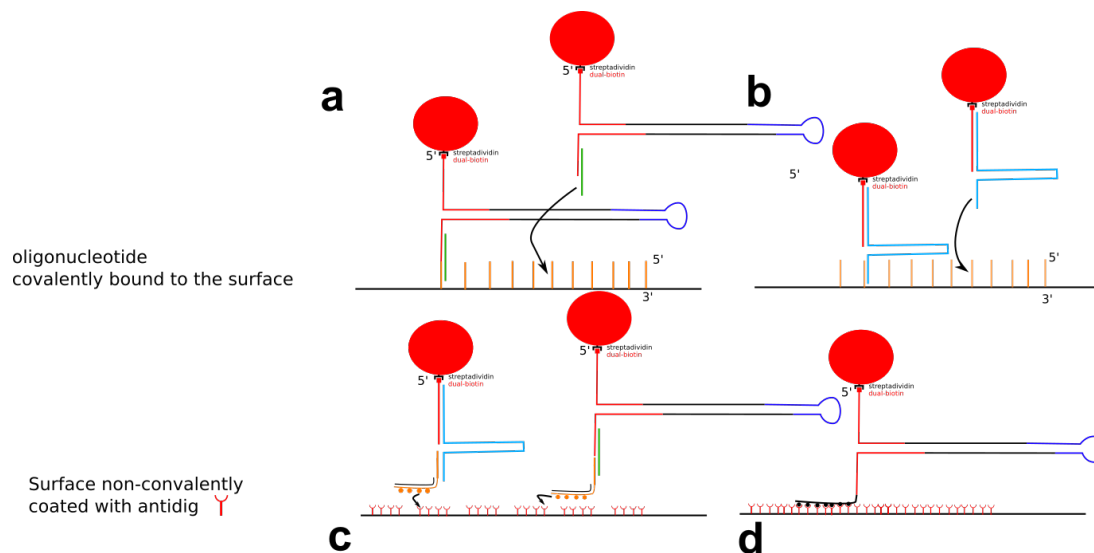 a
5'
streptadividin
dual-biotin
5'
streptadividin
dual-biotin
b
5'
streptadividin
dual-biotin
streptadividin
dual-biotin
oligonucleotide
covalently bound to the surface
5'
3'
5'
3'
5'
streptadividin
dual-biotin
5'
streptadividin
dual-biotin
5'
streptadividin
dual-biotin
Surface non-convalently
coated with antidig
c
d